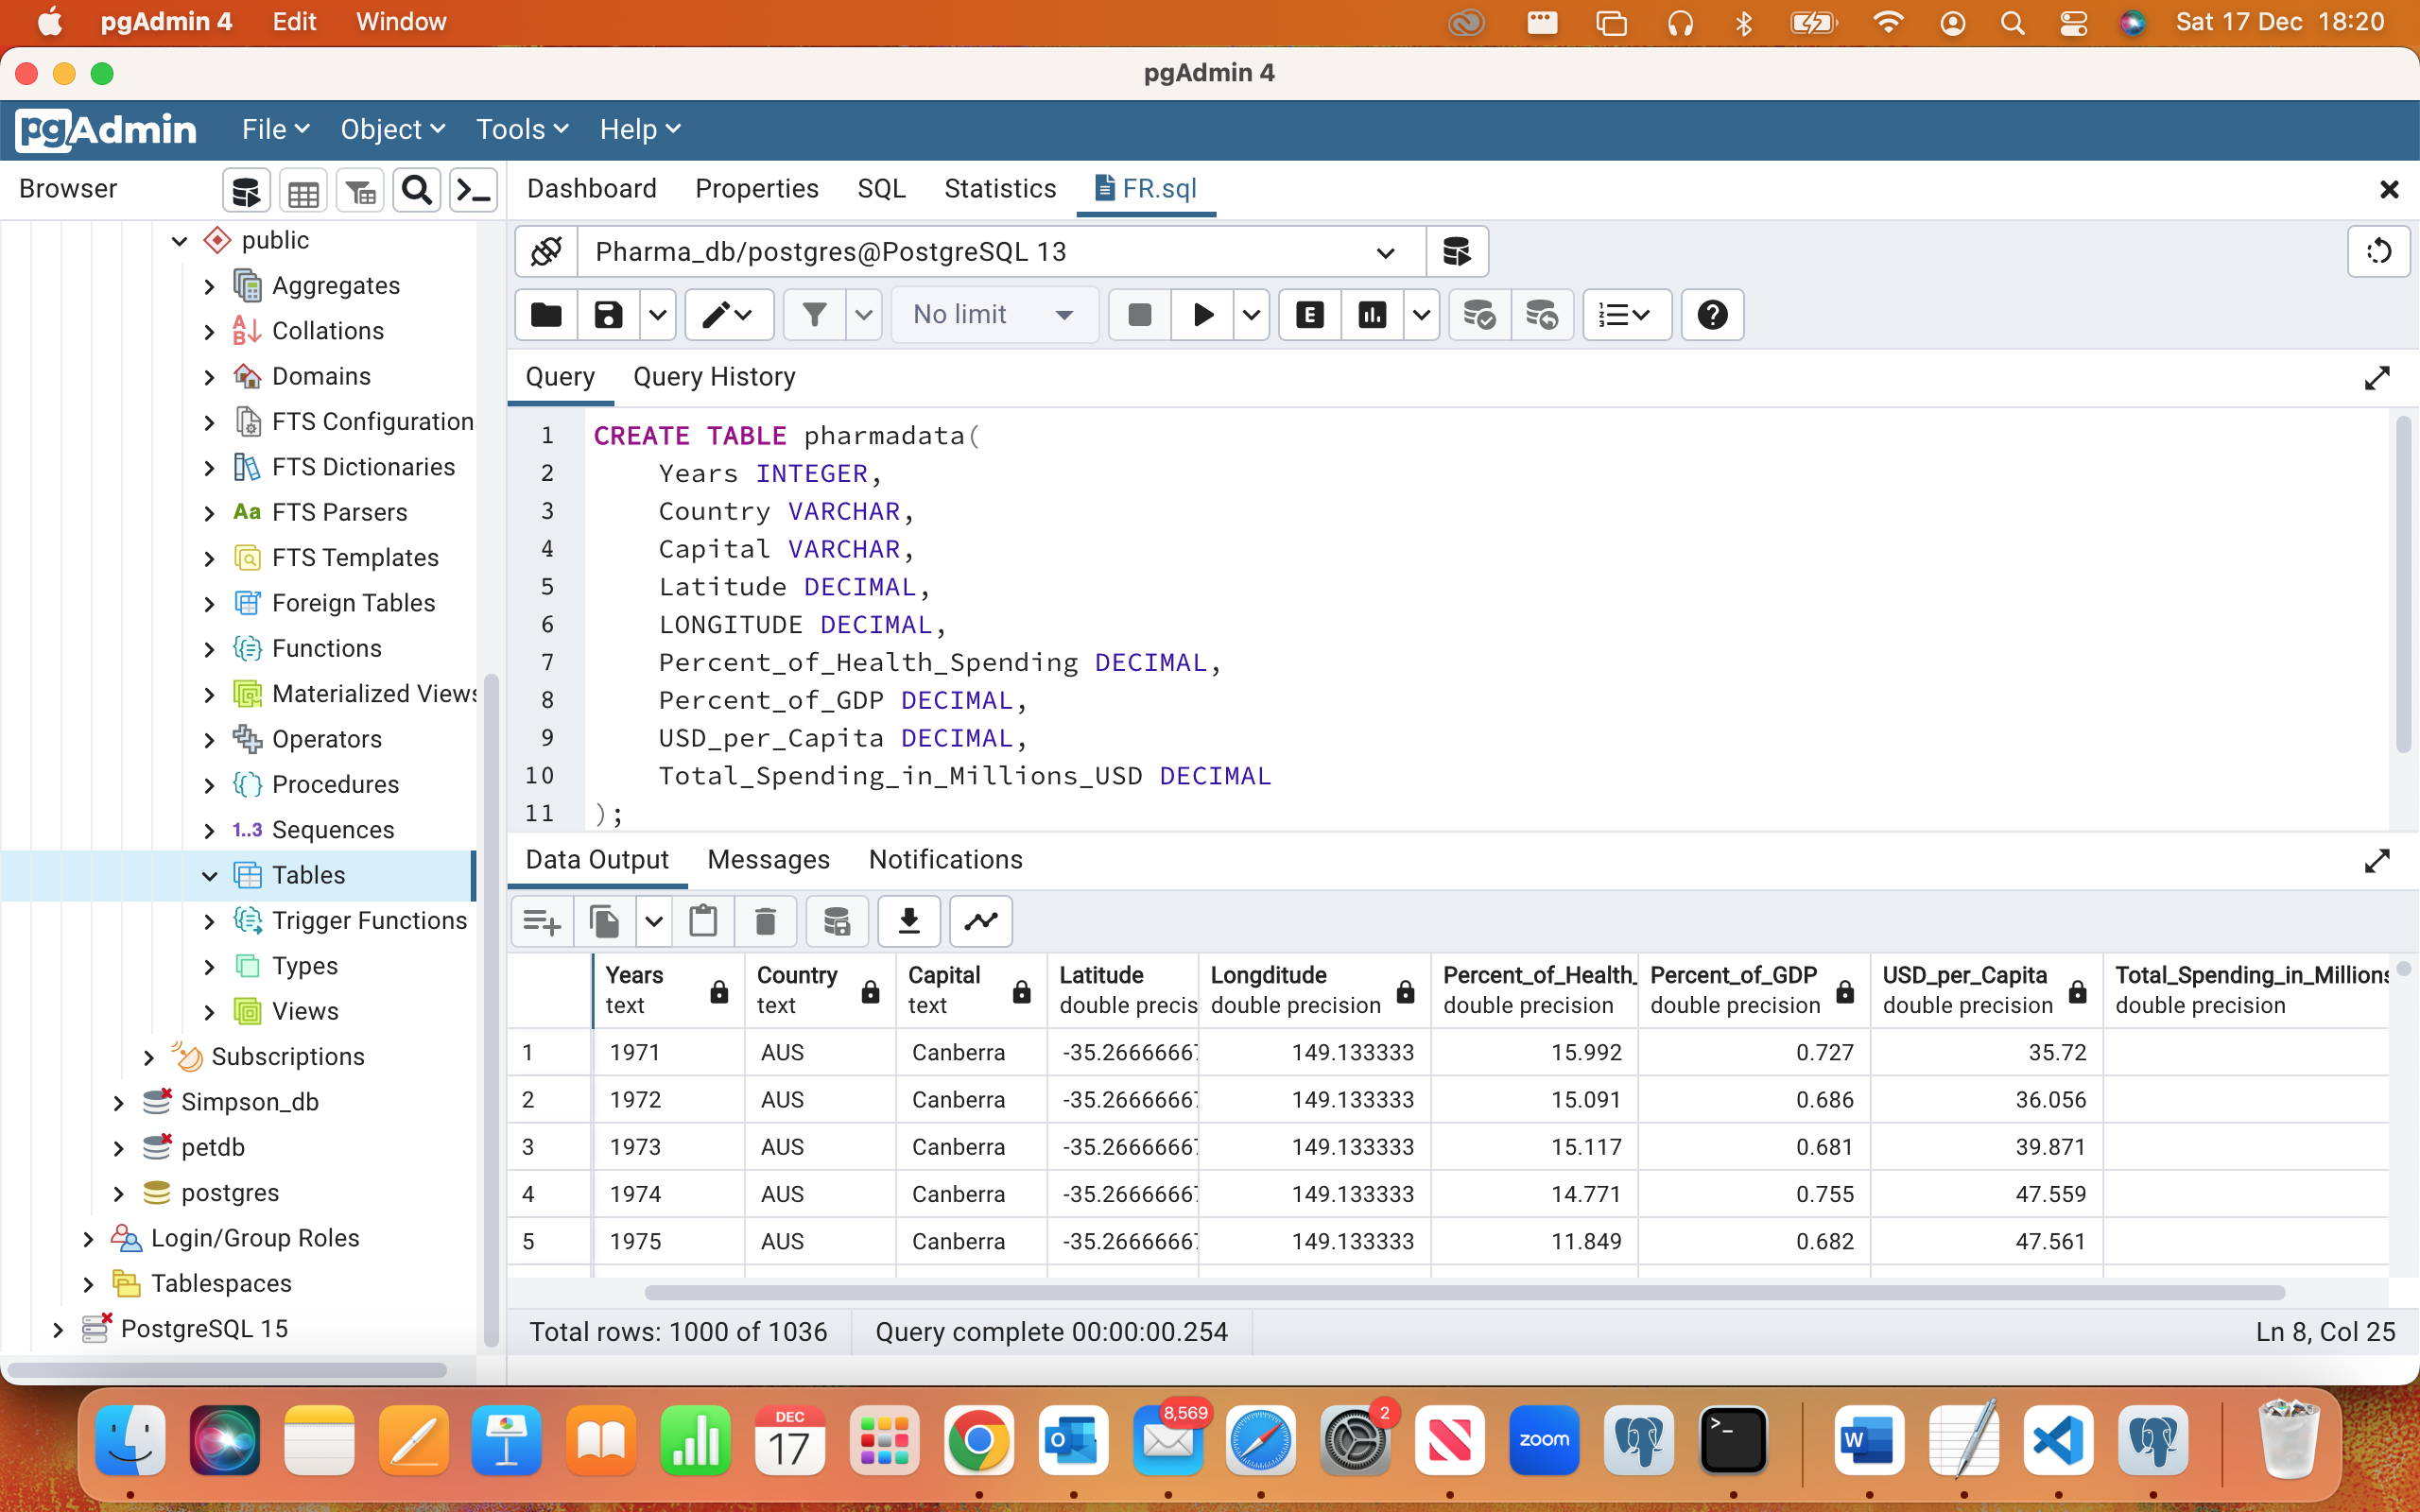 pgAdmin 4 Edit Window Sat 17 Dec 18:20
pgAdmin 4
pgAdmin File Object Tools Help
Browser
Dashboard Properties SQL Statistics FR.sql
public
Aggregates
Collations
Domains
FTS Configuration
FTS Dictionaries
Aa FTS Parsers
FTS Templates
Foreign Tables
Functions
Materialized Views
Operators
Procedures
1..3 Sequences
Tables
Trigger Functions
Types
Views
Subscriptions
Simpson_db
petdb
postgres
Login/Group Roles
Tablespaces
PostgreSQL 15
Pharma_db/postgres@PostgreSQL 13
No limit E
Query Query History
1 CREATE TABLE pharmadata(
2 Years INTEGER,
3 Country VARCHAR,
4 Capital VARCHAR,
5 Latitude DECIMAL,
6 LONGITUDE DECIMAL,
7 Percent_of_Health_Spending DECIMAL,
8 Percent_of_GDP DECIMAL,
9 USD_per_Capita DECIMAL,
10 Total_Spending_in_Millions_USD DECIMAL
11 );
Data Output Messages Notifications
Years Country Capital Latitude Longditude Percent_of_Health_ Percent_of_GDP USD_per_Capita Total_Spending_in_Millions
text text text double precis double precision double precision double precision double precision double precision
1 1971 AUS Canberra -35.266666667 149.133333 15.992 0.727 35.72
2 1972 AUS Canberra -35.266666667 149.133333 15.091 0.686 36.056
3 1973 AUS Canberra -35.266666667 149.133333 15.117 0.681 39.871
4 1974 AUS Canberra -35.266666667 149.133333 14.771 0.755 47.559
5 1975 AUS Canberra -35.266666667 149.133333 11.849 0.682 47.561
Total rows: 1000 of 1036 Query complete 00:00:00.254 Ln 8, Col 25
DEC
17
8,569
2
zoom
W